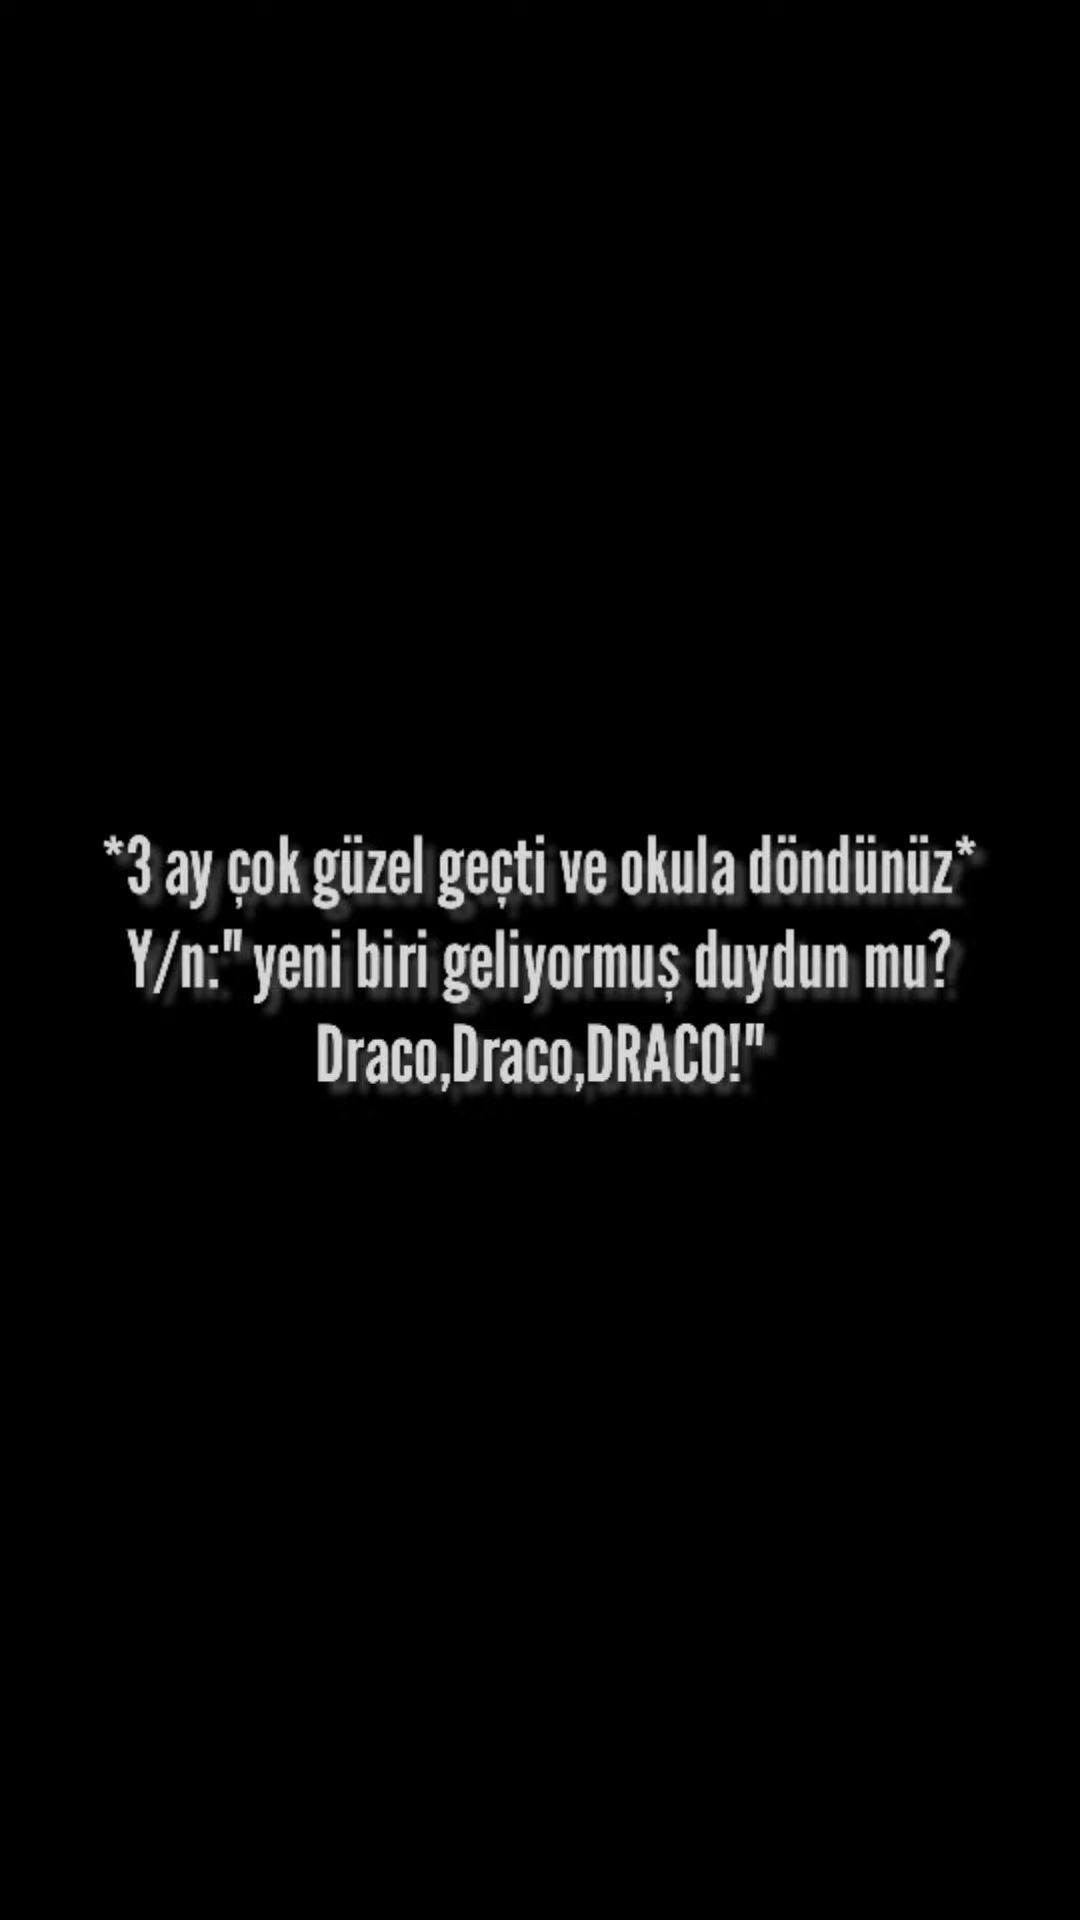 *3 ay çok güzel geçti ve okula döndünüz*
Y/n:" yeni biri geliyormuş duydun mu?
Draco,Draco,DRACO!"